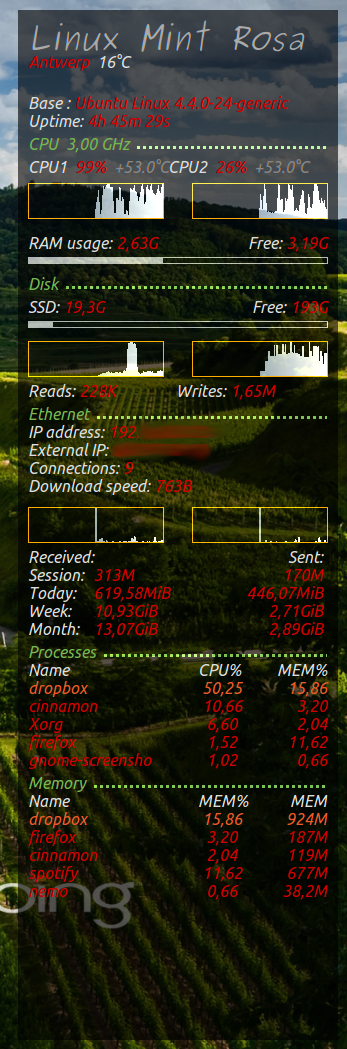 Linux Mint Rosa
Antwerp 16°C
Base : Ubuntu Linux 4.4.0-24-generic
Uptime: 4h 45m 29s
CPU 3,00 GHz
CPU1 99% +53.0°C CPU2 26% +53.0°C
RAM usage: 2,63G Free: 3,19G
Disk
SSD: 19,3G Free: 199G
Reads: 228K Writes: 1,65M
Ethernet
IP address: 192.
External IP:
Connections: 9
Download speed: 763B
Received: Sent:
Session: 313M 170M
Today: 619,58MiB 446,07MiB
Week: 10,93GiB 2,71GiB
Month: 13,07GiB 2,89GiB
Processes
Name CPU% MEM%
dropbox 50,25 15,86
cinnamon 10,66 3,20
Xorg 6,60 2,04
firefox 1,52 11,62
gnome-screensho 1,02 0,66
Memory
Name MEM% MEM
dropbox 15,86 924M
firefox 3,20 187M
cinnamon 2,04 119M
spotify 11,62 677M
nemo 0,66 38,2M
bing